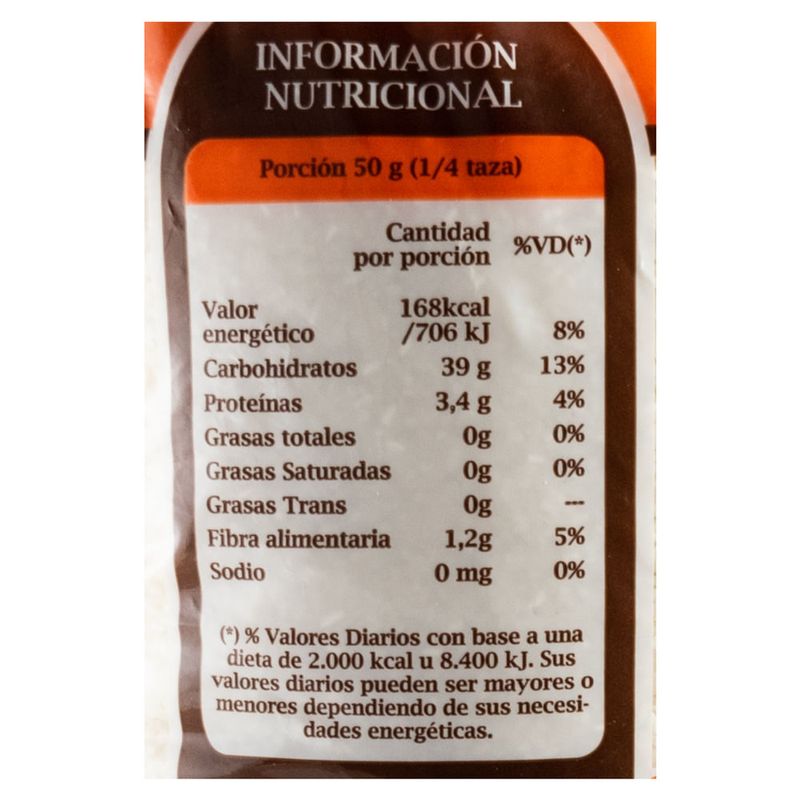 INFORMACIÓN
NUTRICIONAL
Porción 50 g (1/4 taza)
Cantidad
por porción %VD(*)
Valor
energético 168kcal
/706 kJ 8%
Carbohidratos 39 g 13%
Proteínas 3,4 g 4%
Grasas totales 0g 0%
Grasas Saturadas 0g 0%
Grasas Trans 0g ---
Fibra alimentaria 1,2g 5%
Sodio 0 mg 0%
(*) % Valores Diarios con base a una
dieta de 2.000 kcal u 8.400 kJ. Sus
valores diarios pueden ser mayores o
menores dependiendo de sus necesi-
dades energéticas.